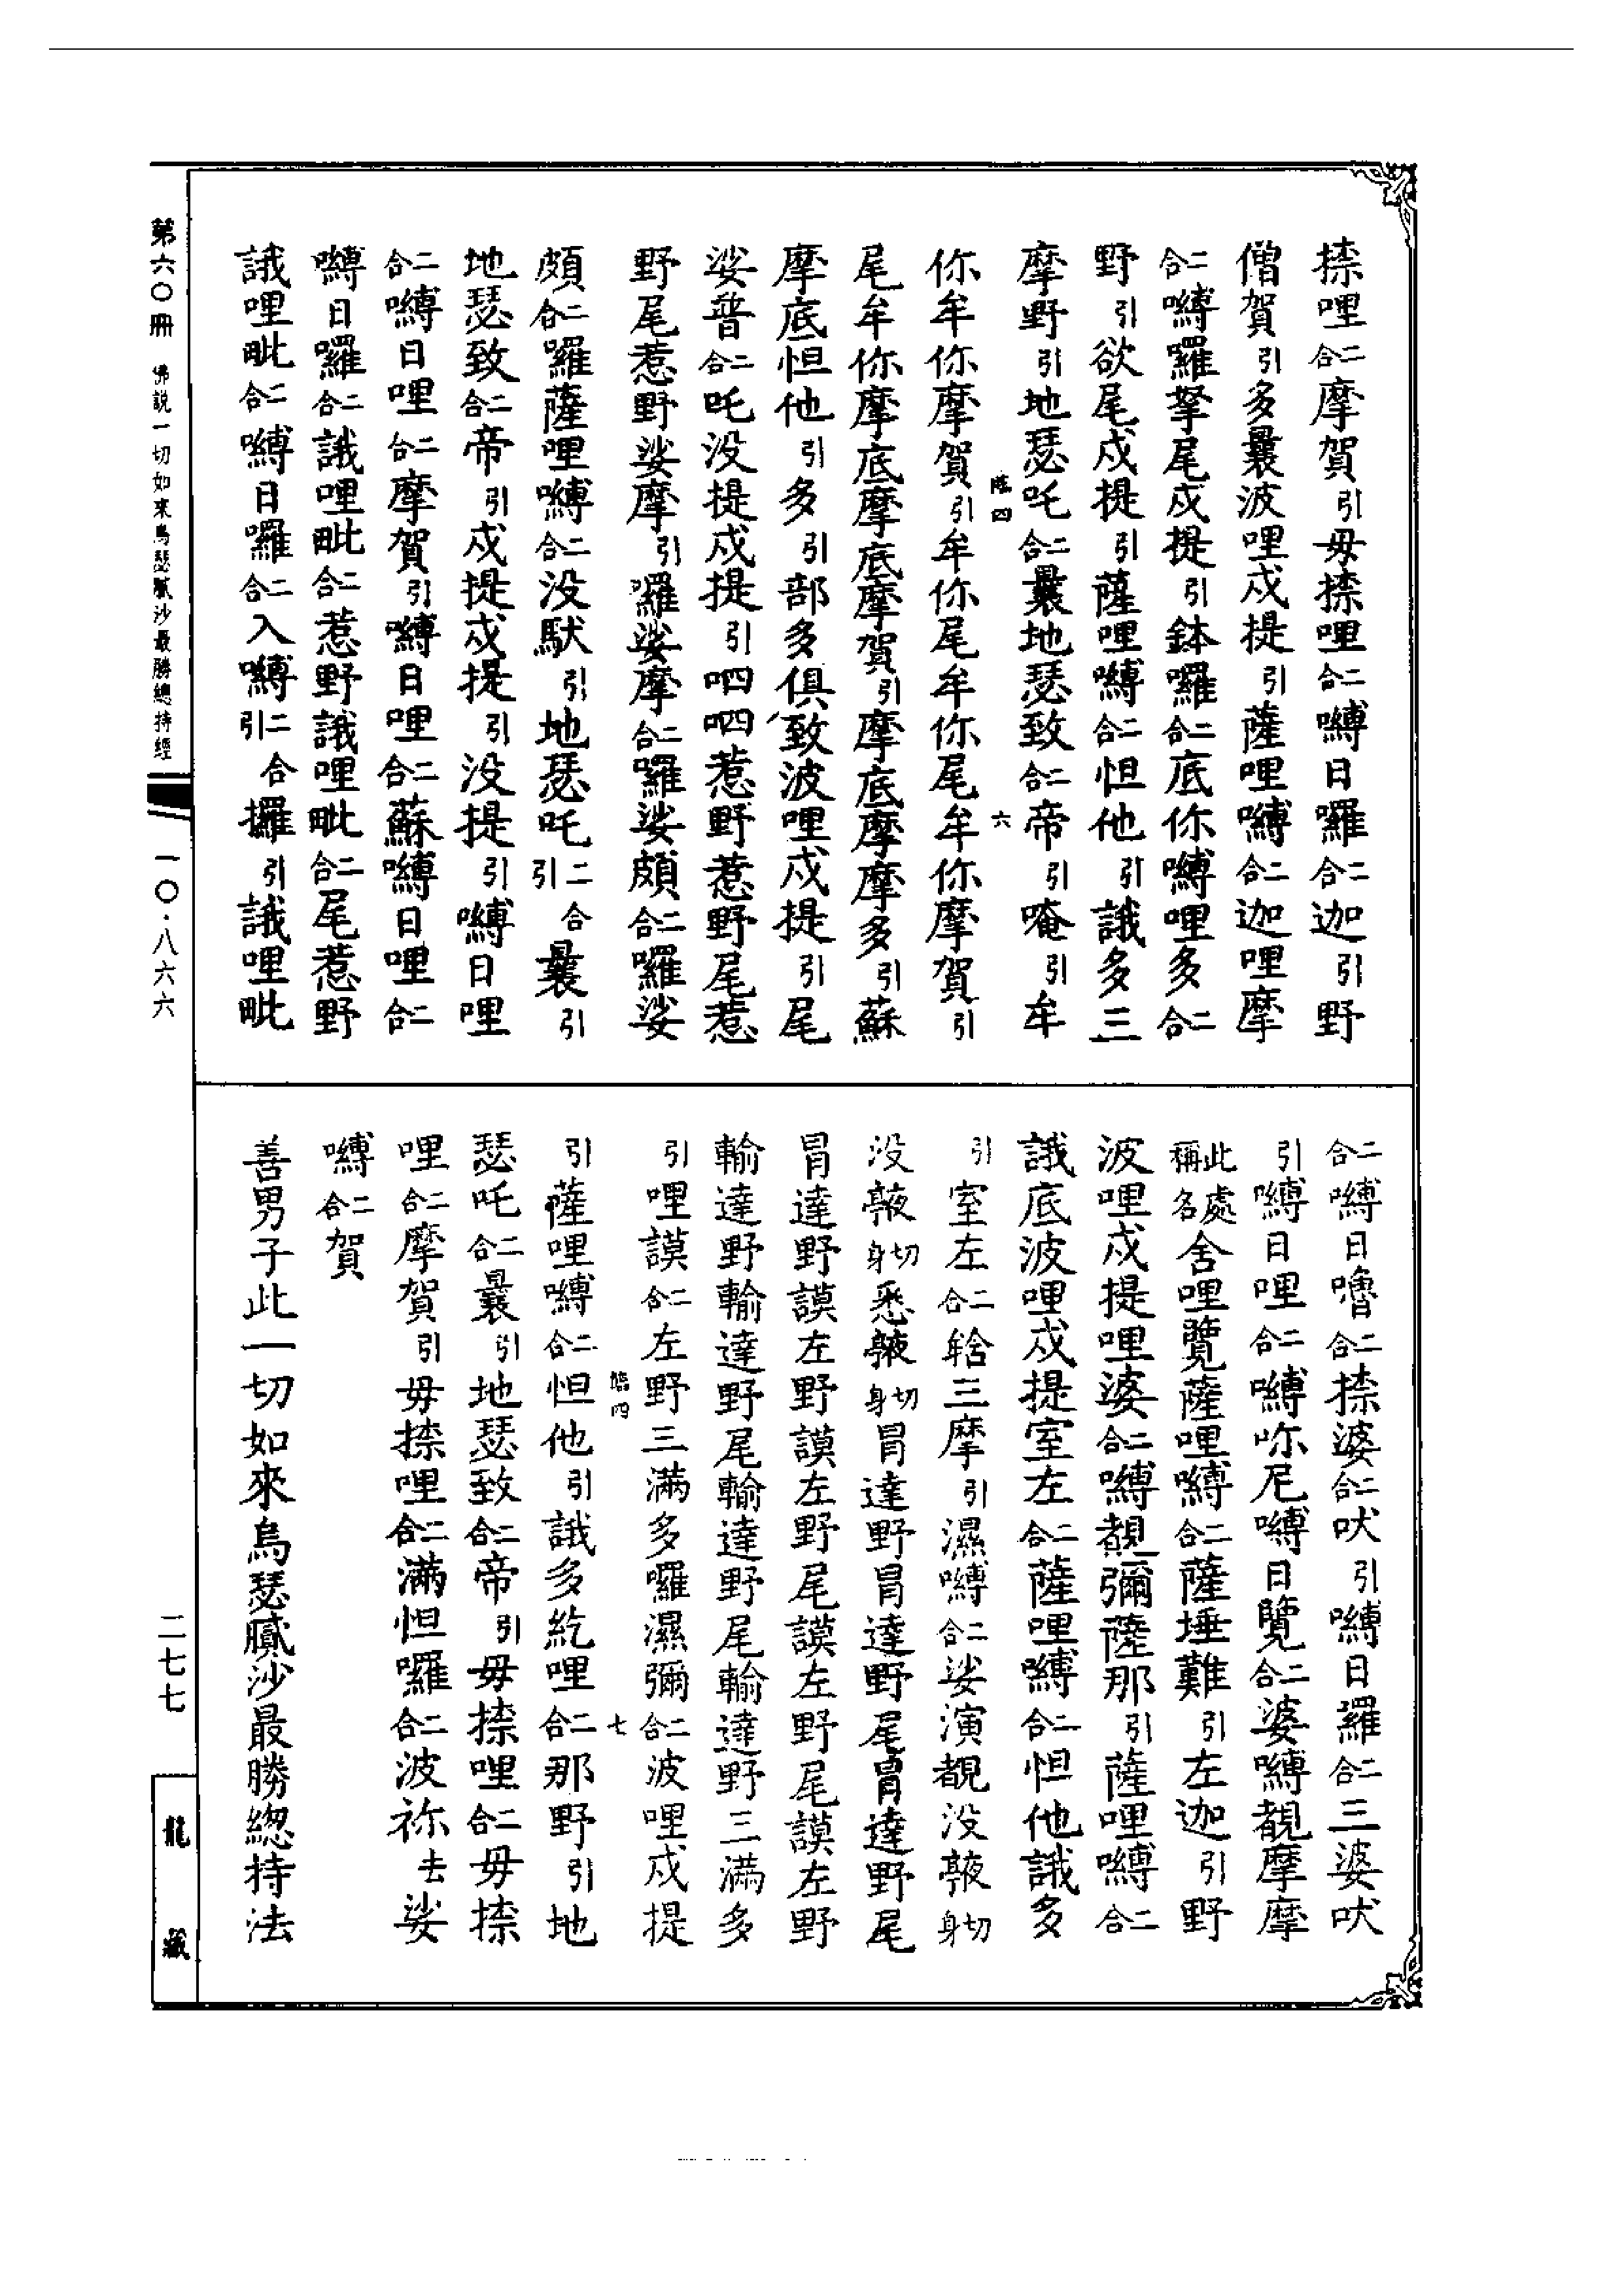 捺哩二合摩賀引毋捺哩二合嚩日囉二合迦引野
僧賀引多曩波哩戍提引薩哩嚩二合迦哩摩
二合嚩羅拏尾戍提引鉢囉二合底你嚩哩多二合
野引欲尾戍提引薩哩嚩二合怛他引誐多三
摩野引地瑟吒二合曩地瑟致二合帝引唵引牟
你牟你摩賀引牟你尾牟你尾牟你摩賀引
尾牟你摩底摩底摩賀引摩底摩摩多引蘇
摩底怛他引多引部多俱致波哩戍提引尾
娑普二合吒没提戍提引呬呬惹野惹野尾惹
野尾惹野娑摩引囉娑摩二合囉娑頗二合囉娑
頗二合囉薩哩嚩二合没馱引地瑟吒二合引曩引
地瑟致二合帝引戍提戍提引没提引嚩日哩
二合嚩日哩二合摩賀引嚩日哩二合蘇嚩日哩二合
嚩日囉二合誐哩毗二合惹野誐哩毗二合尾惹野
誐哩毗二合嚩日囉二合入嚩二合引攞引誐哩毗
二合嚩日嚕二合捺婆二合吠引嚩日羅二合三婆吠
引嚩日哩二合嚩呢尼嚩日覽二合婆嚩覩摩摩
此處稱名舍哩覽薩哩嚩二合薩埵難引左迦引野
波哩戍提哩婆二合嚩覩彌薩那引薩哩嚩二合
誐底波哩戍提室左二合薩哩嚩二合怛他誐多
引室左二合輅三摩引濕嚩二合娑演覩没㪉切身
没㪉切身悉㪉切身冐達野冐達野尾冐達野尾
冐達野謨左野謨左野尾謨左野尾謨左野
輸達野輸達野尾輸達野尾輸達野三滿多
引哩謨二合左野三滿多囉濕彌二合波哩戍提
引薩哩嚩二合怛他引誐多紇哩二合那野引地
瑟吒二合曩引地瑟致二合帝引毋捺哩二合毋捺
哩二合摩賀引毋捺哩二合滿怛囉二合波祢去娑
嚩二合賀
善男子此一切如來烏瑟膩沙最勝總持法
臨四
六
臨四
七
第六〇冊 佛説一切如來烏瑟膩沙最勝總持經
一〇·八六六
二七七
龍藏